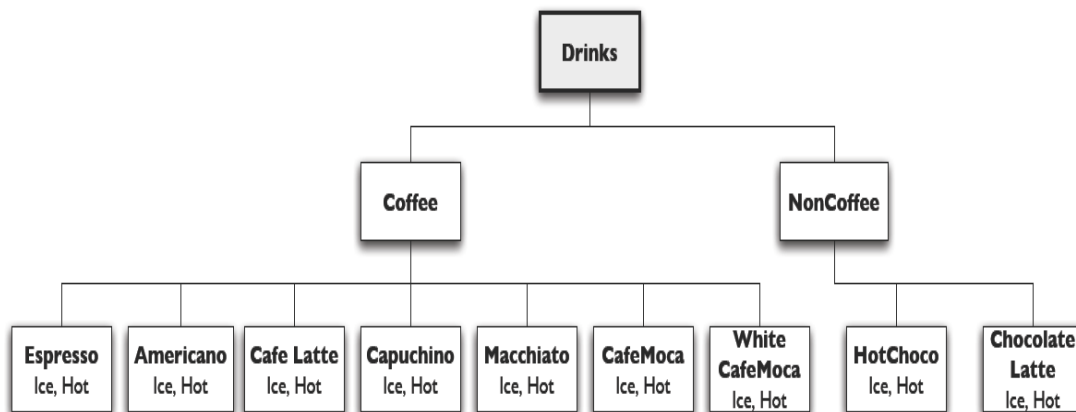 Drinks
Coffee
NonCoffee
Espresso
Ice, Hot
Americano
Ice, Hot
Cafe Latte
Ice, Hot
Capuchino
Ice, Hot
Macchiato
Ice, Hot
CafeMoca
Ice, Hot
White
CafeMoca
Ice, Hot
HotChoco
Ice, Hot
Chocolate
Latte
Ice, Hot